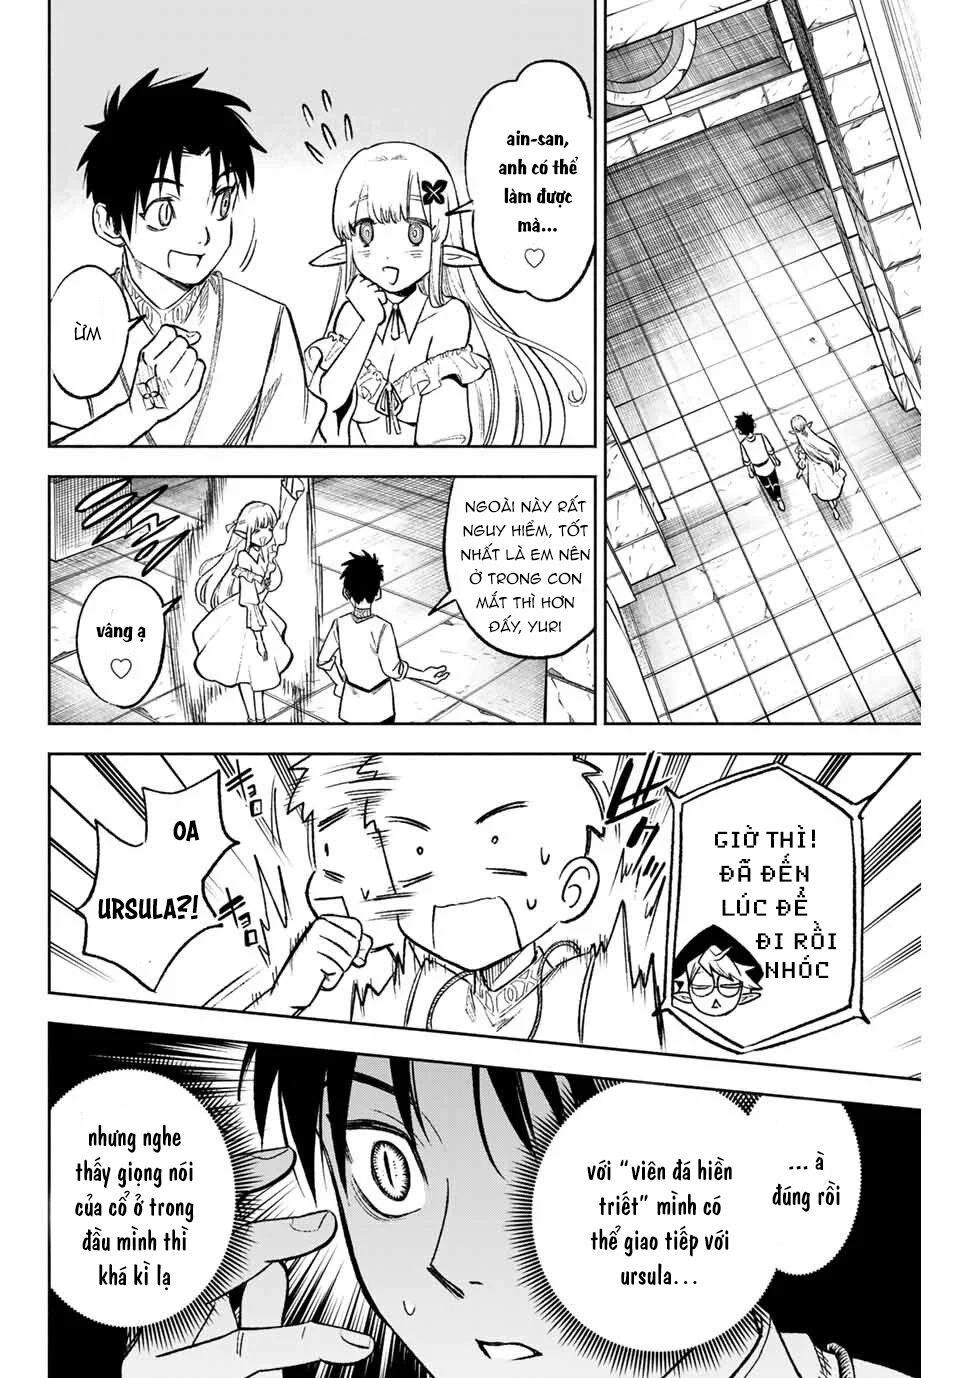 ain-san,
anh có thể
làm được
mà...
ỪM
NGOÀI NÀY RẤT
NGUY HIỂM, TỐT
NHẤT LÀ EM NÊN
Ở TRONG CON
MẮT THÌ HƠN
ĐẤY, YURI
vâng ạ
GIỜ THÌ!
ĐÃ ĐẾN
LÚC ĐỂ
ĐI RỒI
NHÓC
OA
URSULA?!
... à
đúng rồi
với “viên đá hiền
triết” mình có
thể giao tiếp với
ursula...
nhưng nghe
thấy giọng nói
của cổ ở trong
đầu mình thì
khá kì lạ